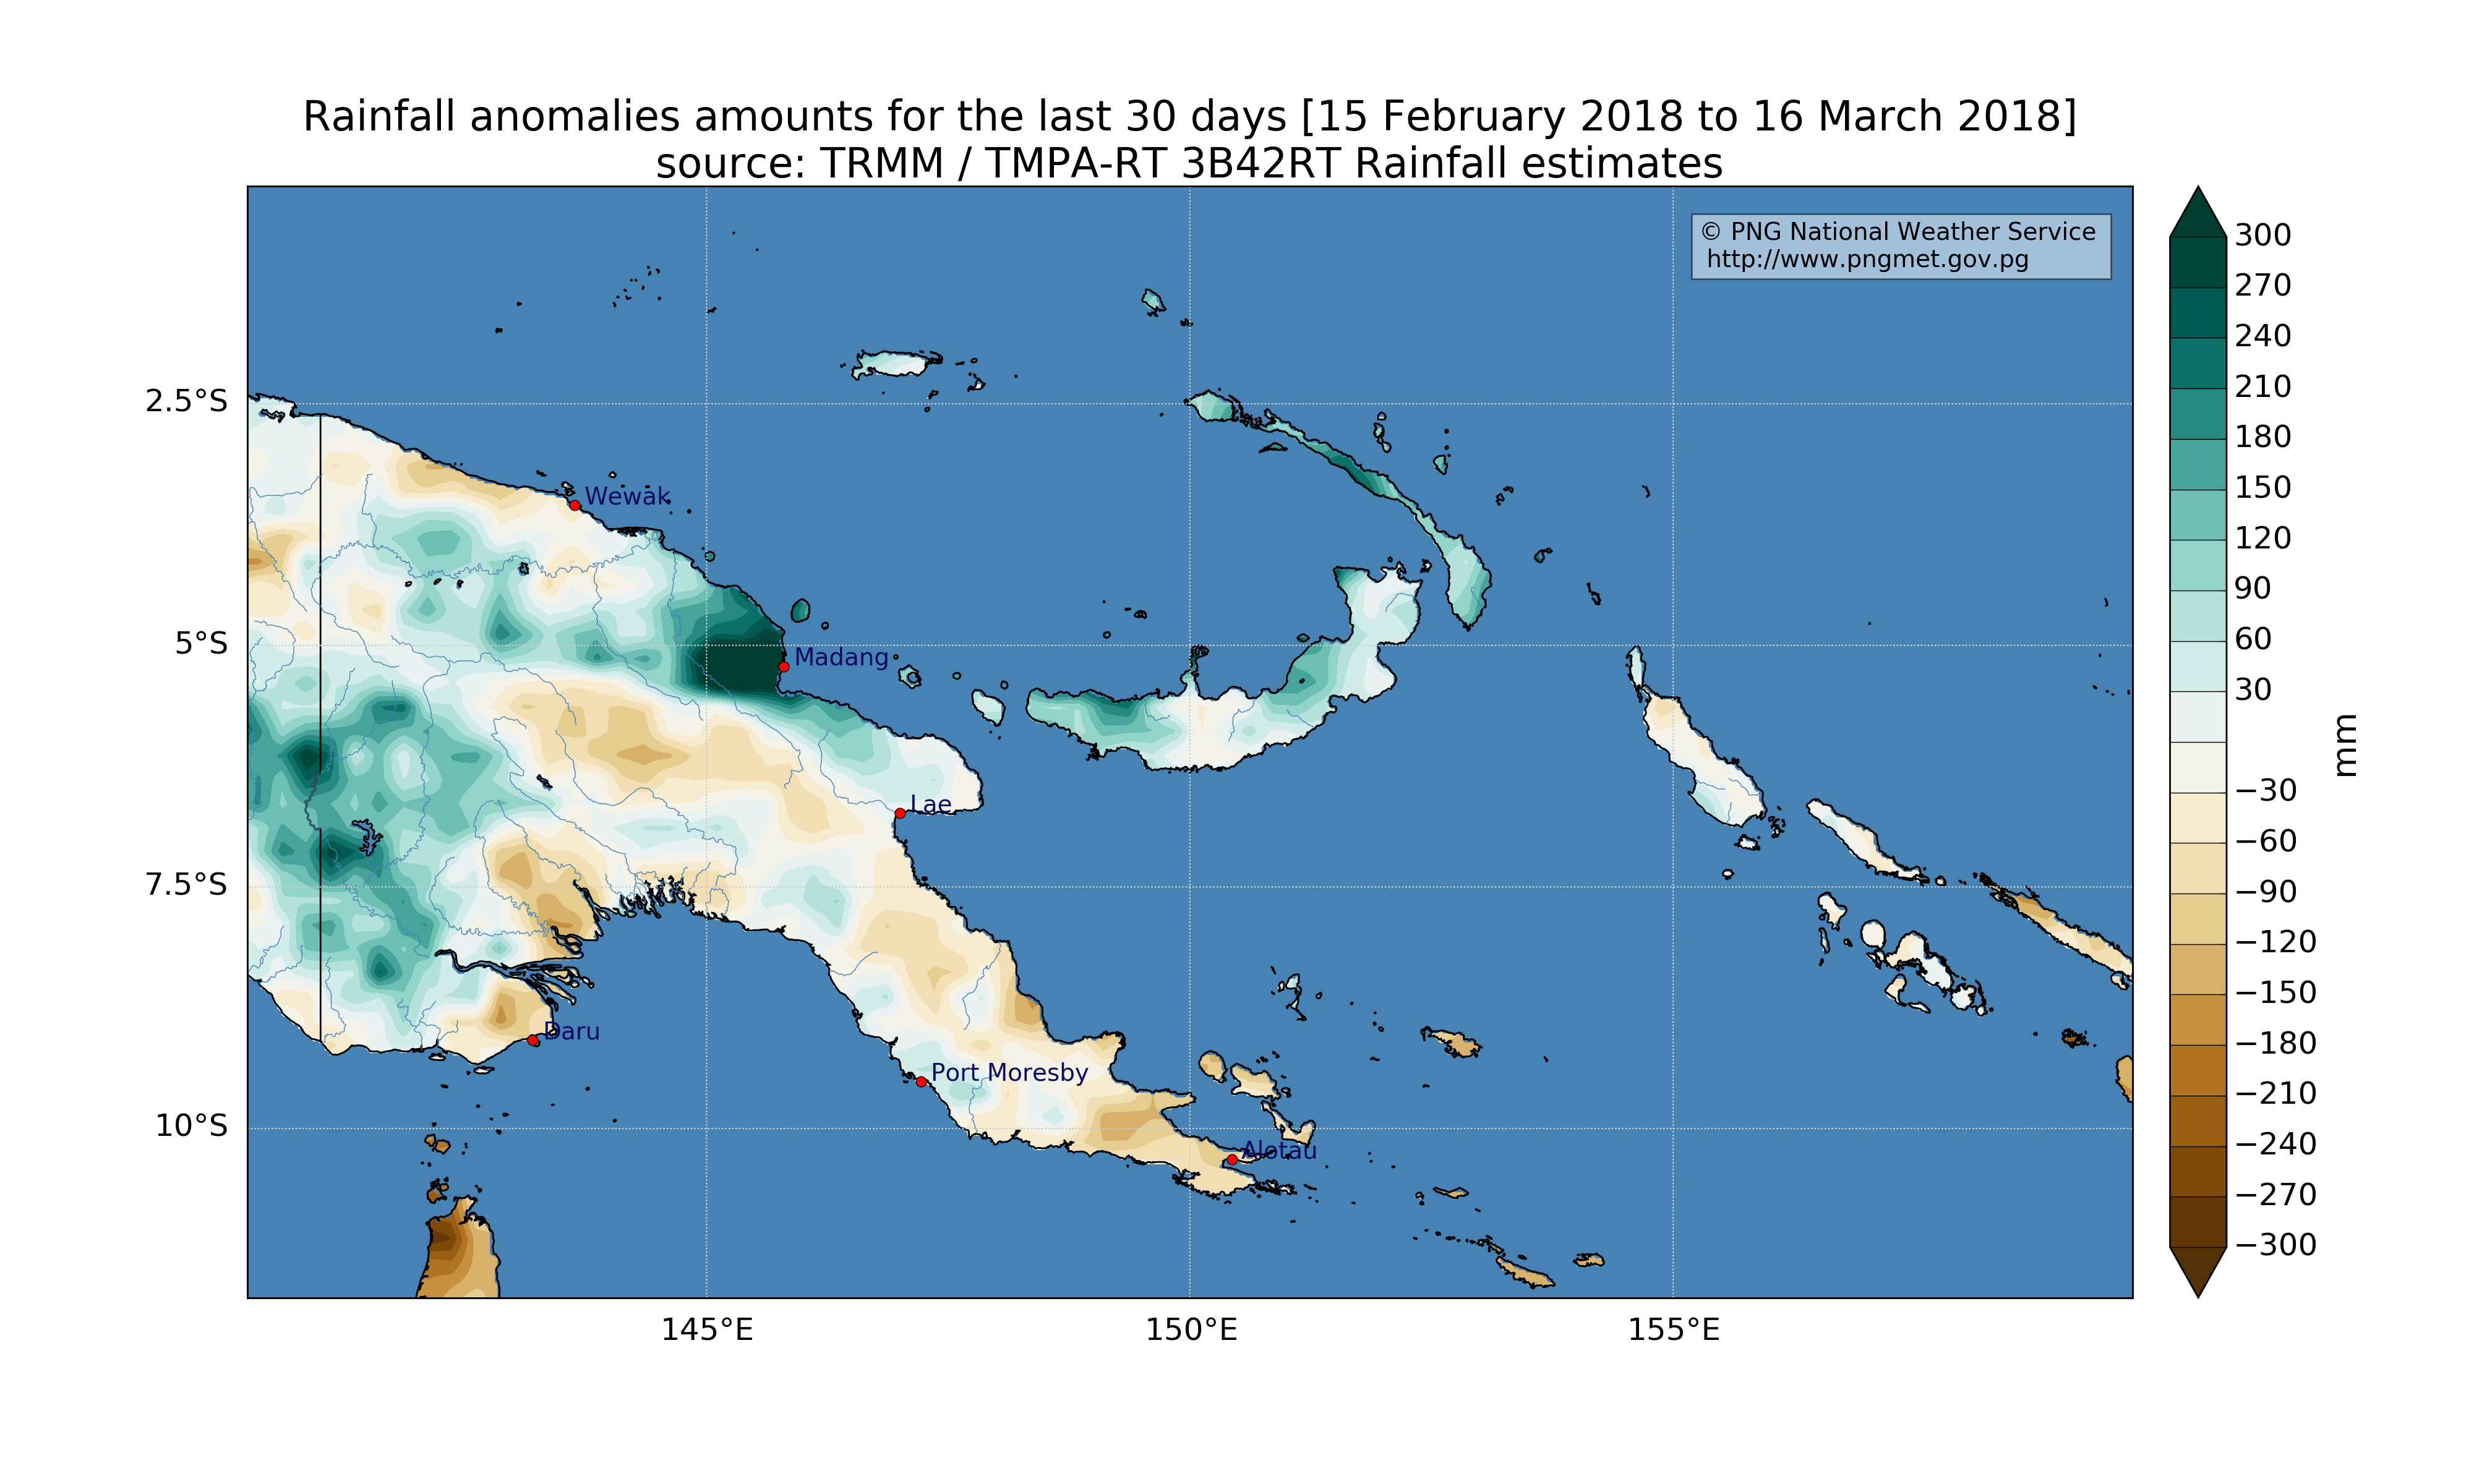 Rainfall anomalies amounts for the last 30 days [15 February 2018 to 16 March 2018]
source: TRMM / TMPA-RT 3B42RT Rainfall estimates
© PNG National Weather Service
http://www.pngmet.gov.pg
2.5°S
5°S
7.5°S
10°S
Wewak
Madang
Lae
Daru
Port Moresby
Alotau
145°E
150°E
155°E
300
270
240
210
180
150
120
90
60
30
−30
−60
−90
−120
−150
−180
−210
−240
−270
−300
mm